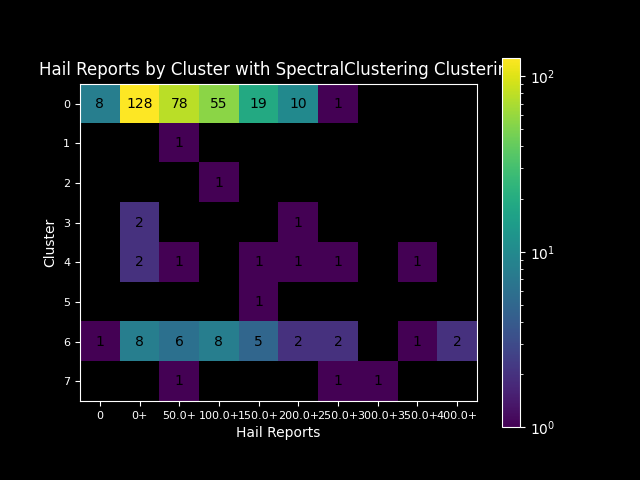 Hail Reports by Cluster with SpectralClustering Clusterin
10²
0 8 128 78 55 19 10 1
1 1
2 1
3 2 1
10¹
4 2 1 1 1 1 1
5 1
6 1 8 6 8 5 2 2 1 2
7 1 1 1
10⁰
0 0+ 50.0+ 100.0+ 150.0+ 200.0+ 250.0+ 300.0+ 350.0+ 400.0+
Hail Reports
Cluster